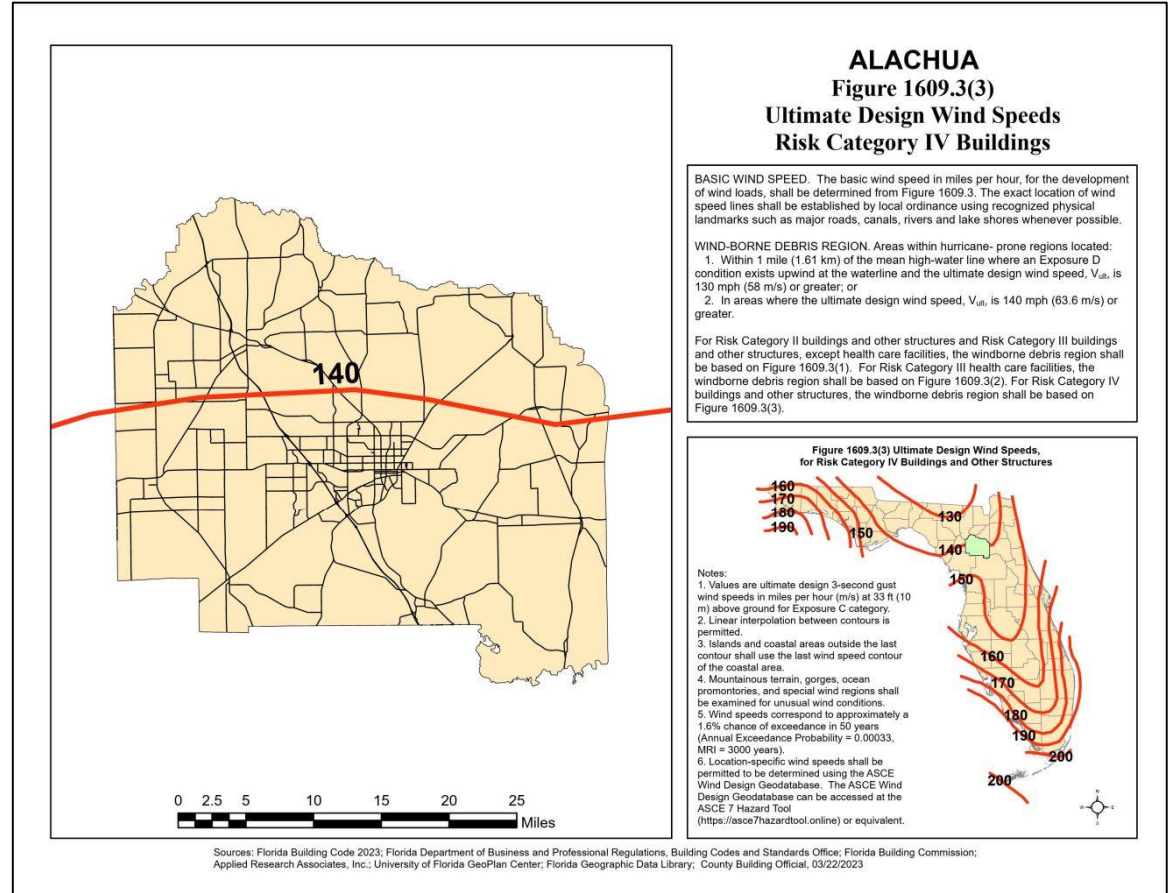 ALACHUA
Figure 1609.3(3)
Ultimate Design Wind Speeds
Risk Category IV Buildings
BASIC WIND SPEED. The basic wind speed in miles per hour, for the development
of wind loads, shall be determined from Figure 1609.3. The exact location of wind
speed lines shall be established by local ordinance using recognized physical
landmarks such as major roads, canals, rivers and lake shores whenever possible.
WIND-BORNE DEBRIS REGION. Areas within hurricane- prone regions located:
1. Within 1 mile (1.61 km) of the mean high-water line where an Exposure D
condition exists upwind at the waterline and the ultimate design wind speed, Vult, is
130 mph (58 m/s) or greater; or
2. In areas where the ultimate design wind speed, Vult, is 140 mph (63.6 m/s) or
greater.
For Risk Category II buildings and other structures and Risk Category III buildings
and other structures, except health care facilities, the windborne debris region shall
be based on Figure 1609.3(1). For Risk Category III health care facilities, the
windborne debris region shall be based on Figure 1609.3(2). For Risk Category IV
buildings and other structures, the windborne debris region shall be based on
Figure 1609.3(3).
140
0 2.5 5 10 15 20 25
Miles
Figure 1609.3(3) Ultimate Design Wind Speeds,
for Risk Category IV Buildings and Other Structures
160
170
180
190
150
130
140
150
160
170
180
190
200
200
Notes:
1. Values are ultimate design 3-second gust
wind speeds in miles per hour (m/s) at 33 ft (10
m) above ground for Exposure C category.
2. Linear interpolation between contours is
permitted.
3. Islands and coastal areas outside the last
contour shall use the last wind speed contour
of the coastal area.
4. Mountainous terrain, gorges, ocean
promontories, and special wind regions shall
be examined for unusual wind conditions.
5. Wind speeds correspond to approximately a
1.6% chance of exceedance in 50 years
(Annual Exceedance Probability = 0.00033,
MRI = 3000 years).
6. Location-specific wind speeds shall be
permitted to be determined using the ASCE
Wind Design Geodatabase. The ASCE Wind
Design Geodatabase can be accessed at the
ASCE 7 Hazard Tool
(https://asce7hazardtool.online) or equivalent.
N
W E
S
Sources: Florida Building Code 2023; Florida Department of Business and Professional Regulations, Building Codes and Standards Office; Florida Building Commission;
Applied Research Associates, Inc.; University of Florida GeoPlan Center; Florida Geographic Data Library; County Building Official, 03/22/2023